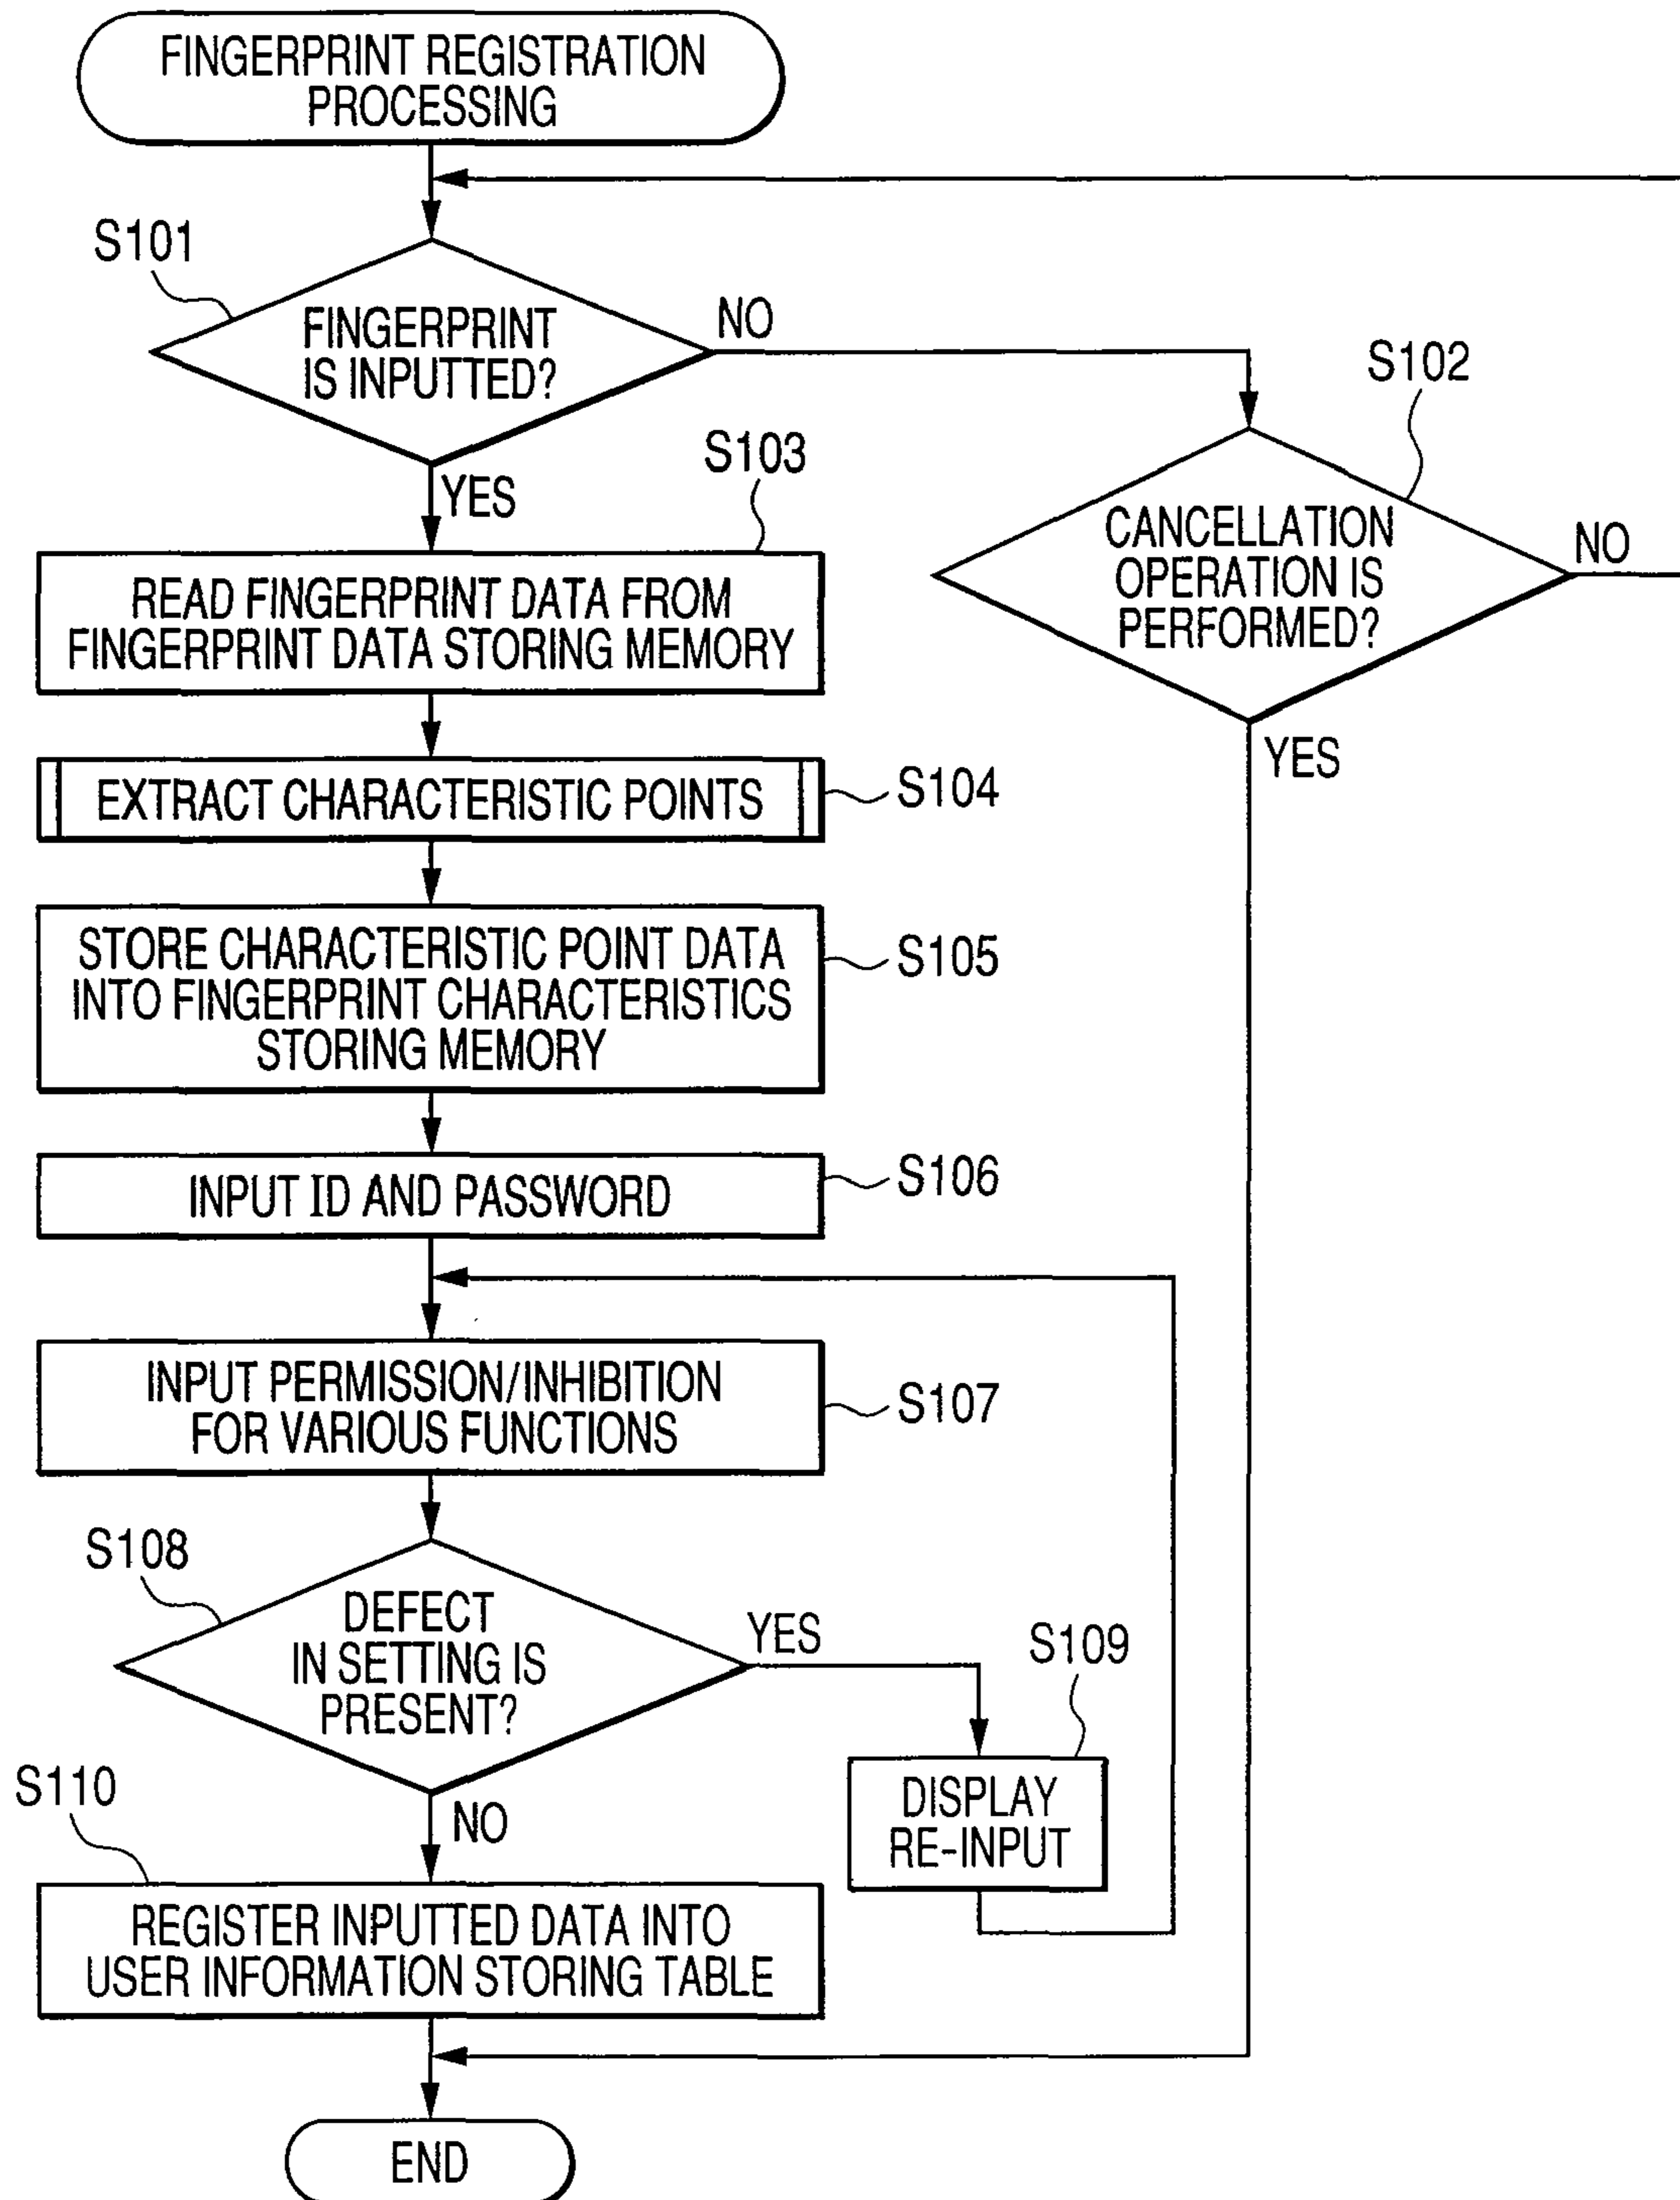 FINGERPRINT REGISTRATION
PROCESSING
S101
FINGERPRINT
IS INPUTTED?
NO
YES
S102
CANCELLATION
OPERATION IS
PERFORMED?
NO
YES
S103
READ FINGERPRINT DATA FROM
FINGERPRINT DATA STORING MEMORY
EXTRACT CHARACTERISTIC POINTS
S104
STORE CHARACTERISTIC POINT DATA
INTO FINGERPRINT CHARACTERISTICS
STORING MEMORY
S105
INPUT ID AND PASSWORD
S106
INPUT PERMISSION/INHIBITION
FOR VARIOUS FUNCTIONS
S107
S108
DEFECT
IN SETTING IS
PRESENT?
YES
NO
S109
DISPLAY
RE-INPUT
S110
REGISTER INPUTTED DATA INTO
USER INFORMATION STORING TABLE
END